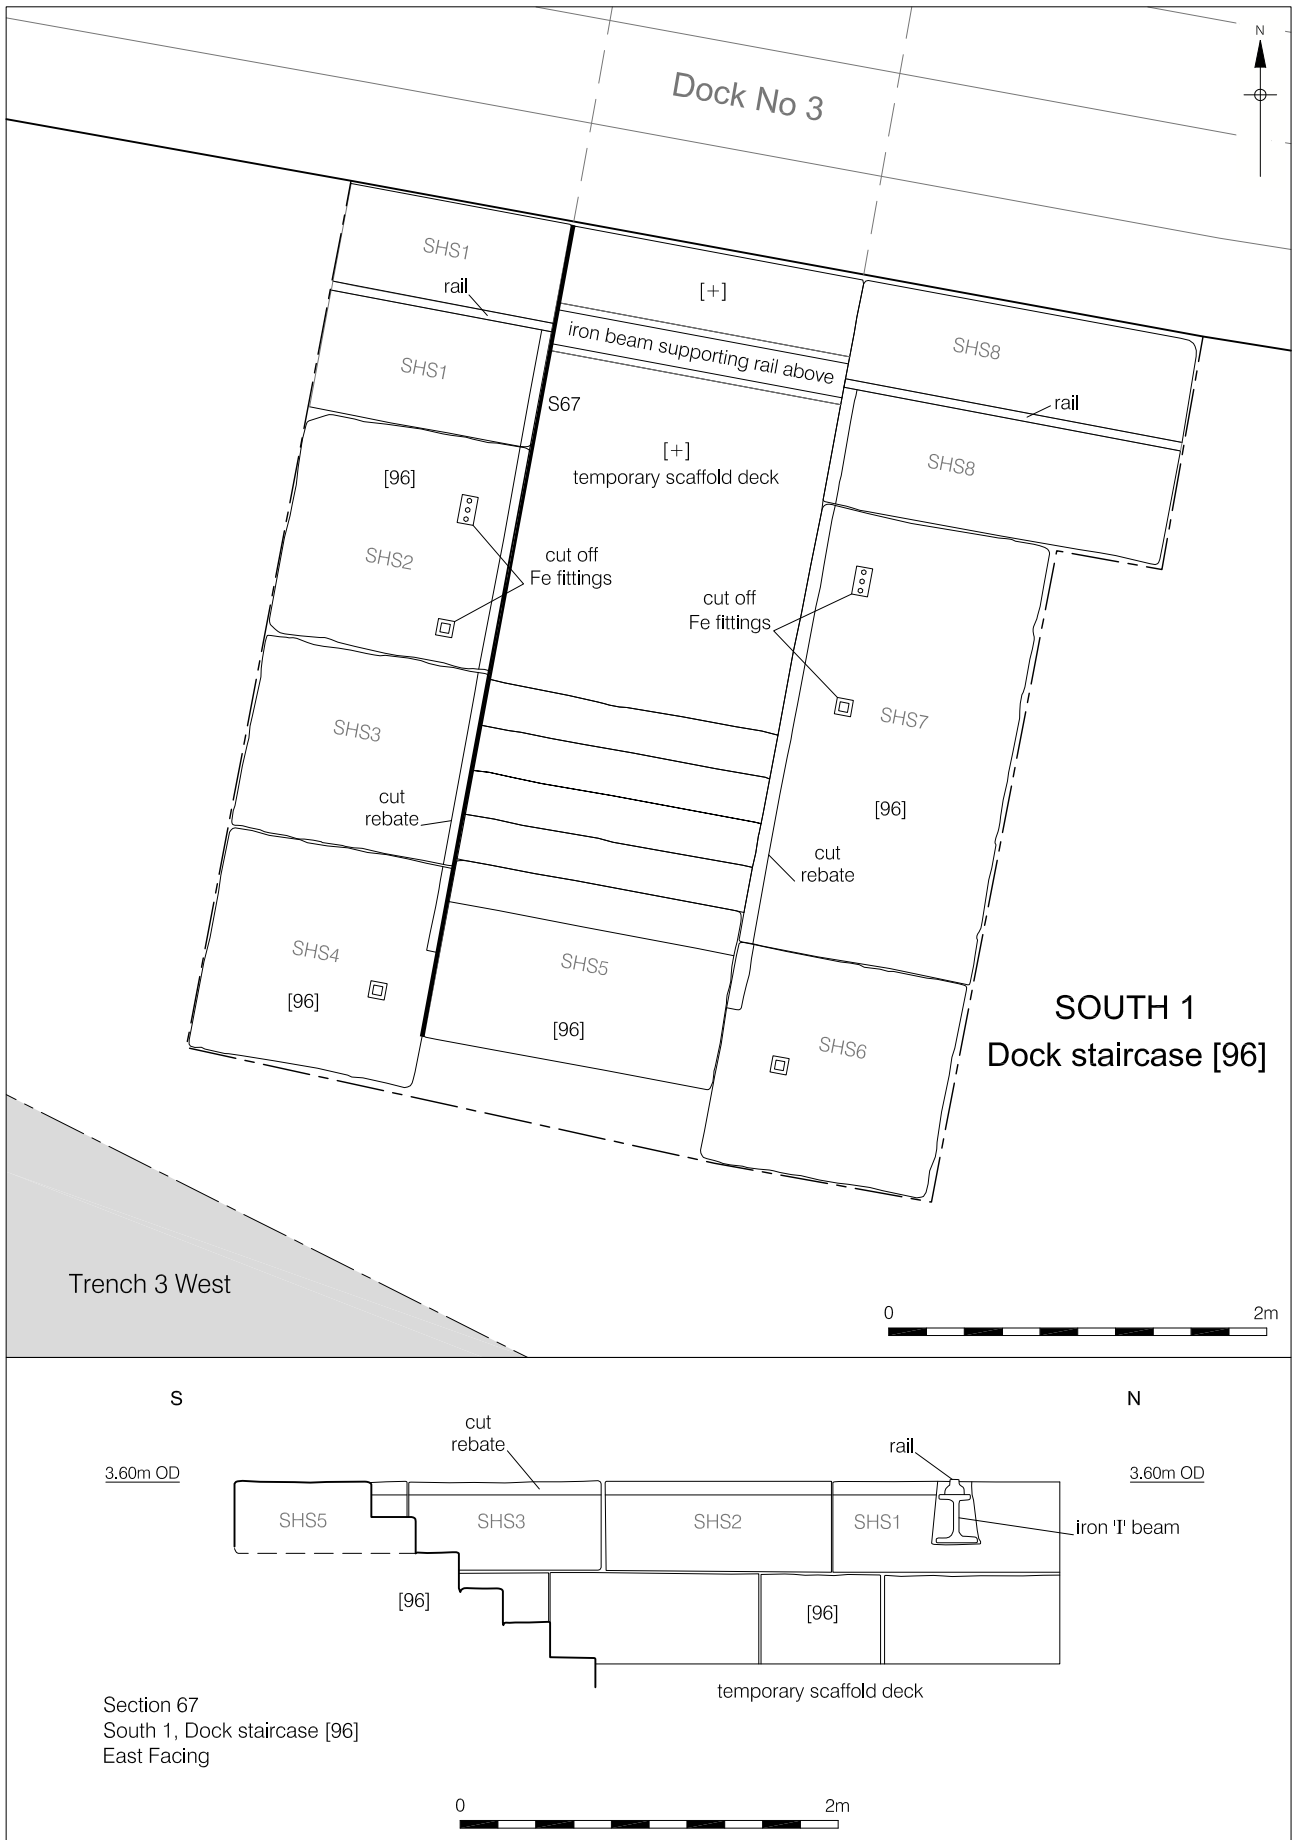 N
Dock No 3
SHS1
rail
[+]
iron beam supporting rail above
SHS8
SHS1
rail
S67
[+]
temporary scaffold deck
SHS8
[96]
SHS2
cut off
Fe fittings
cut off
Fe fittings
SHS7
SHS3
cut
rebate
[96]
cut
rebate
SHS4
[96]
SHS5
[96]
SHS6
SOUTH 1
Dock staircase [96]
Trench 3 West
0 2m
S
N
cut
rebate
rail
3.60m OD
3.60m OD
SHS5
SHS3
SHS2
SHS1
iron 'I' beam
[96]
[96]
temporary scaffold deck
Section 67
South 1, Dock staircase [96]
East Facing
0 2m